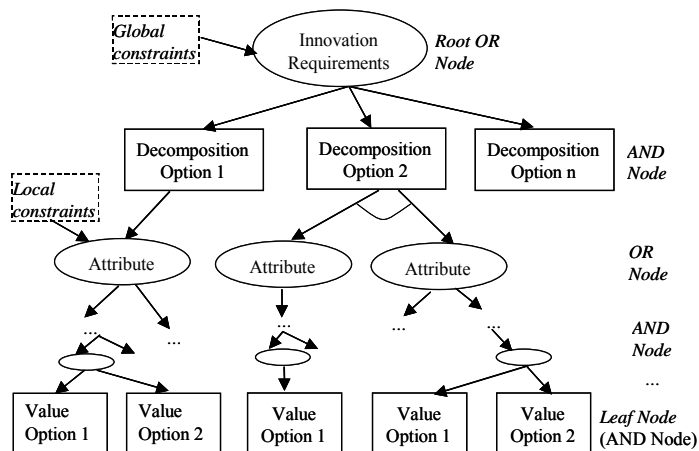 Global
constraints
Innovation
Requirements
Root OR
Node
Decomposition
Option 1
Decomposition
Option 2
Decomposition
Option n
AND
Node
Local
constraints
Attribute
Attribute
Attribute
OR
Node
...
...
...
...
...
AND
Node
...
Value
Option 1
Value
Option 2
Value
Option 1
Value
Option 1
Value
Option 2
Leaf Node
(AND Node)